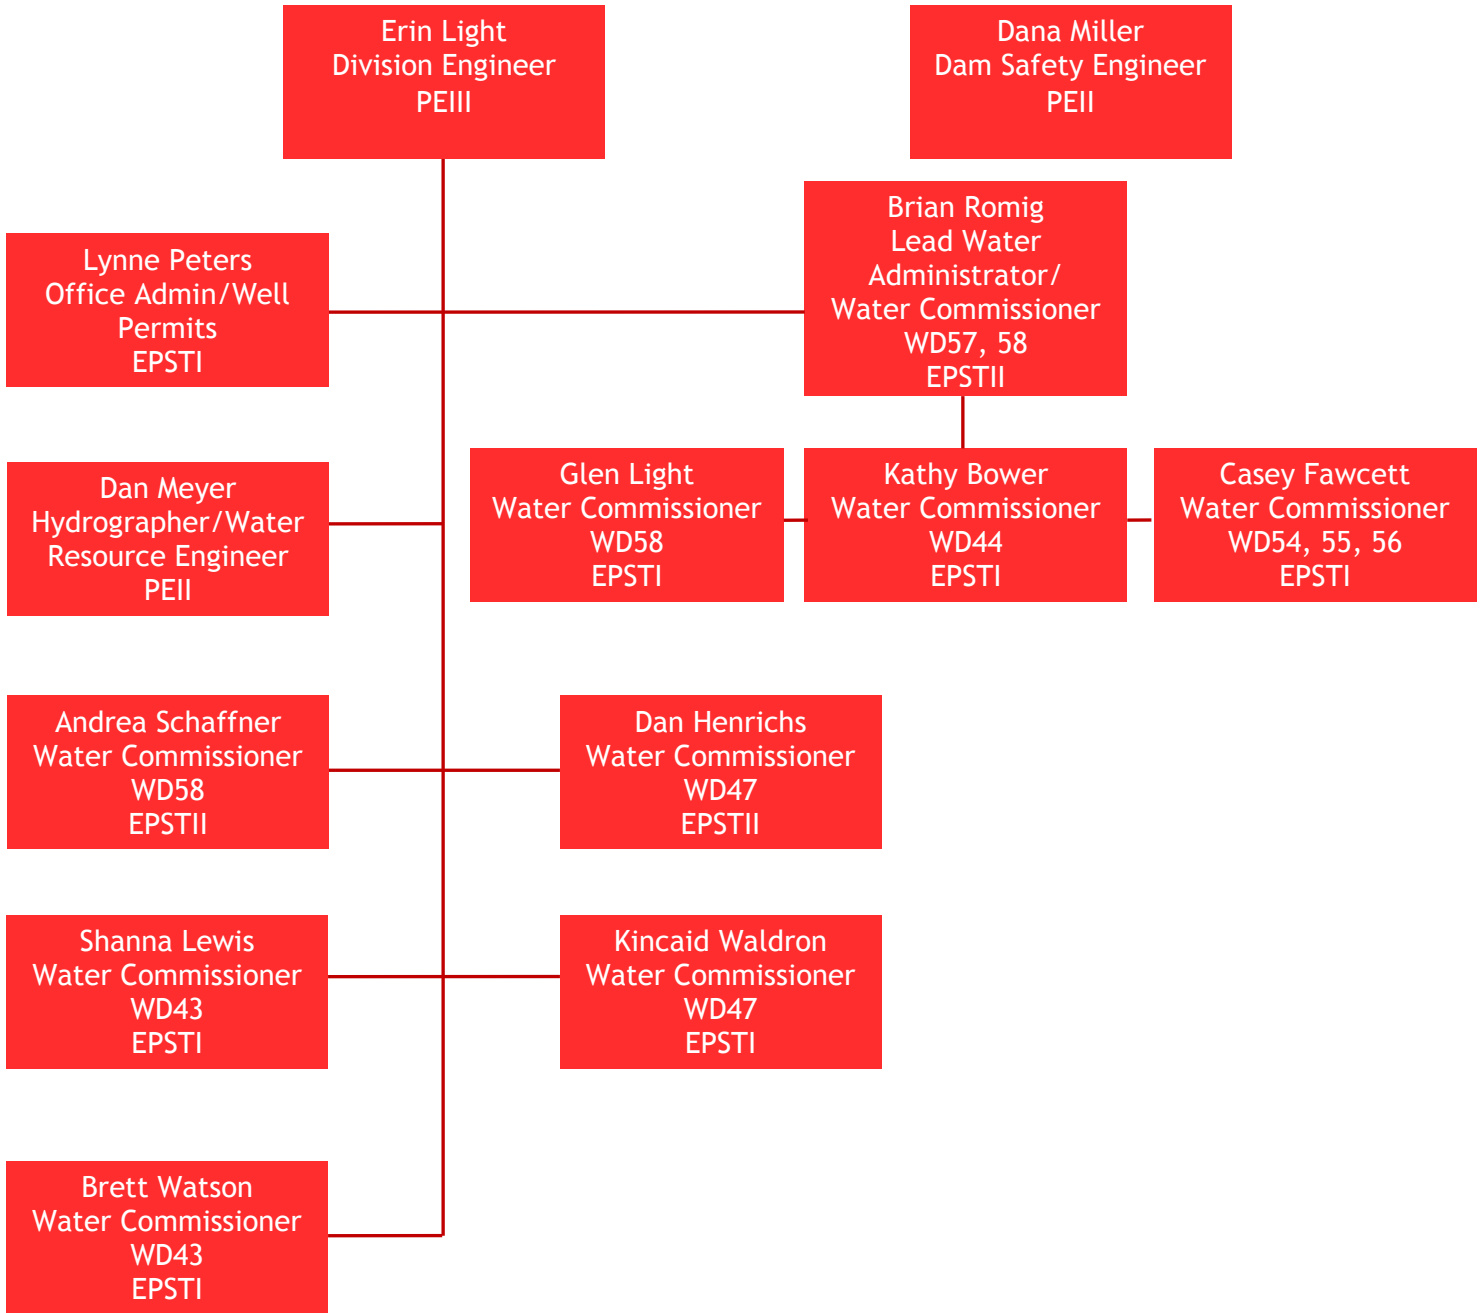 Erin Light
Division Engineer
PEIII
Dana Miller
Dam Safety Engineer
PEII
Brian Romig
Lead Water
Administrator/
Water Commissioner
WD57, 58
EPSTII
Lynne Peters
Office Admin/Well
Permits
EPSTI
Dan Meyer
Hydrographer/Water
Resource Engineer
PEII
Glen Light
Water Commissioner
WD58
EPSTI
Kathy Bower
Water Commissioner
WD44
EPSTI
Casey Fawcett
Water Commissioner
WD54, 55, 56
EPSTI
Andrea Schaffner
Water Commissioner
WD58
EPSTII
Dan Henrichs
Water Commissioner
WD47
EPSTII
Shanna Lewis
Water Commissioner
WD43
EPSTI
Kincaid Waldron
Water Commissioner
WD47
EPSTI
Brett Watson
Water Commissioner
WD43
EPSTI